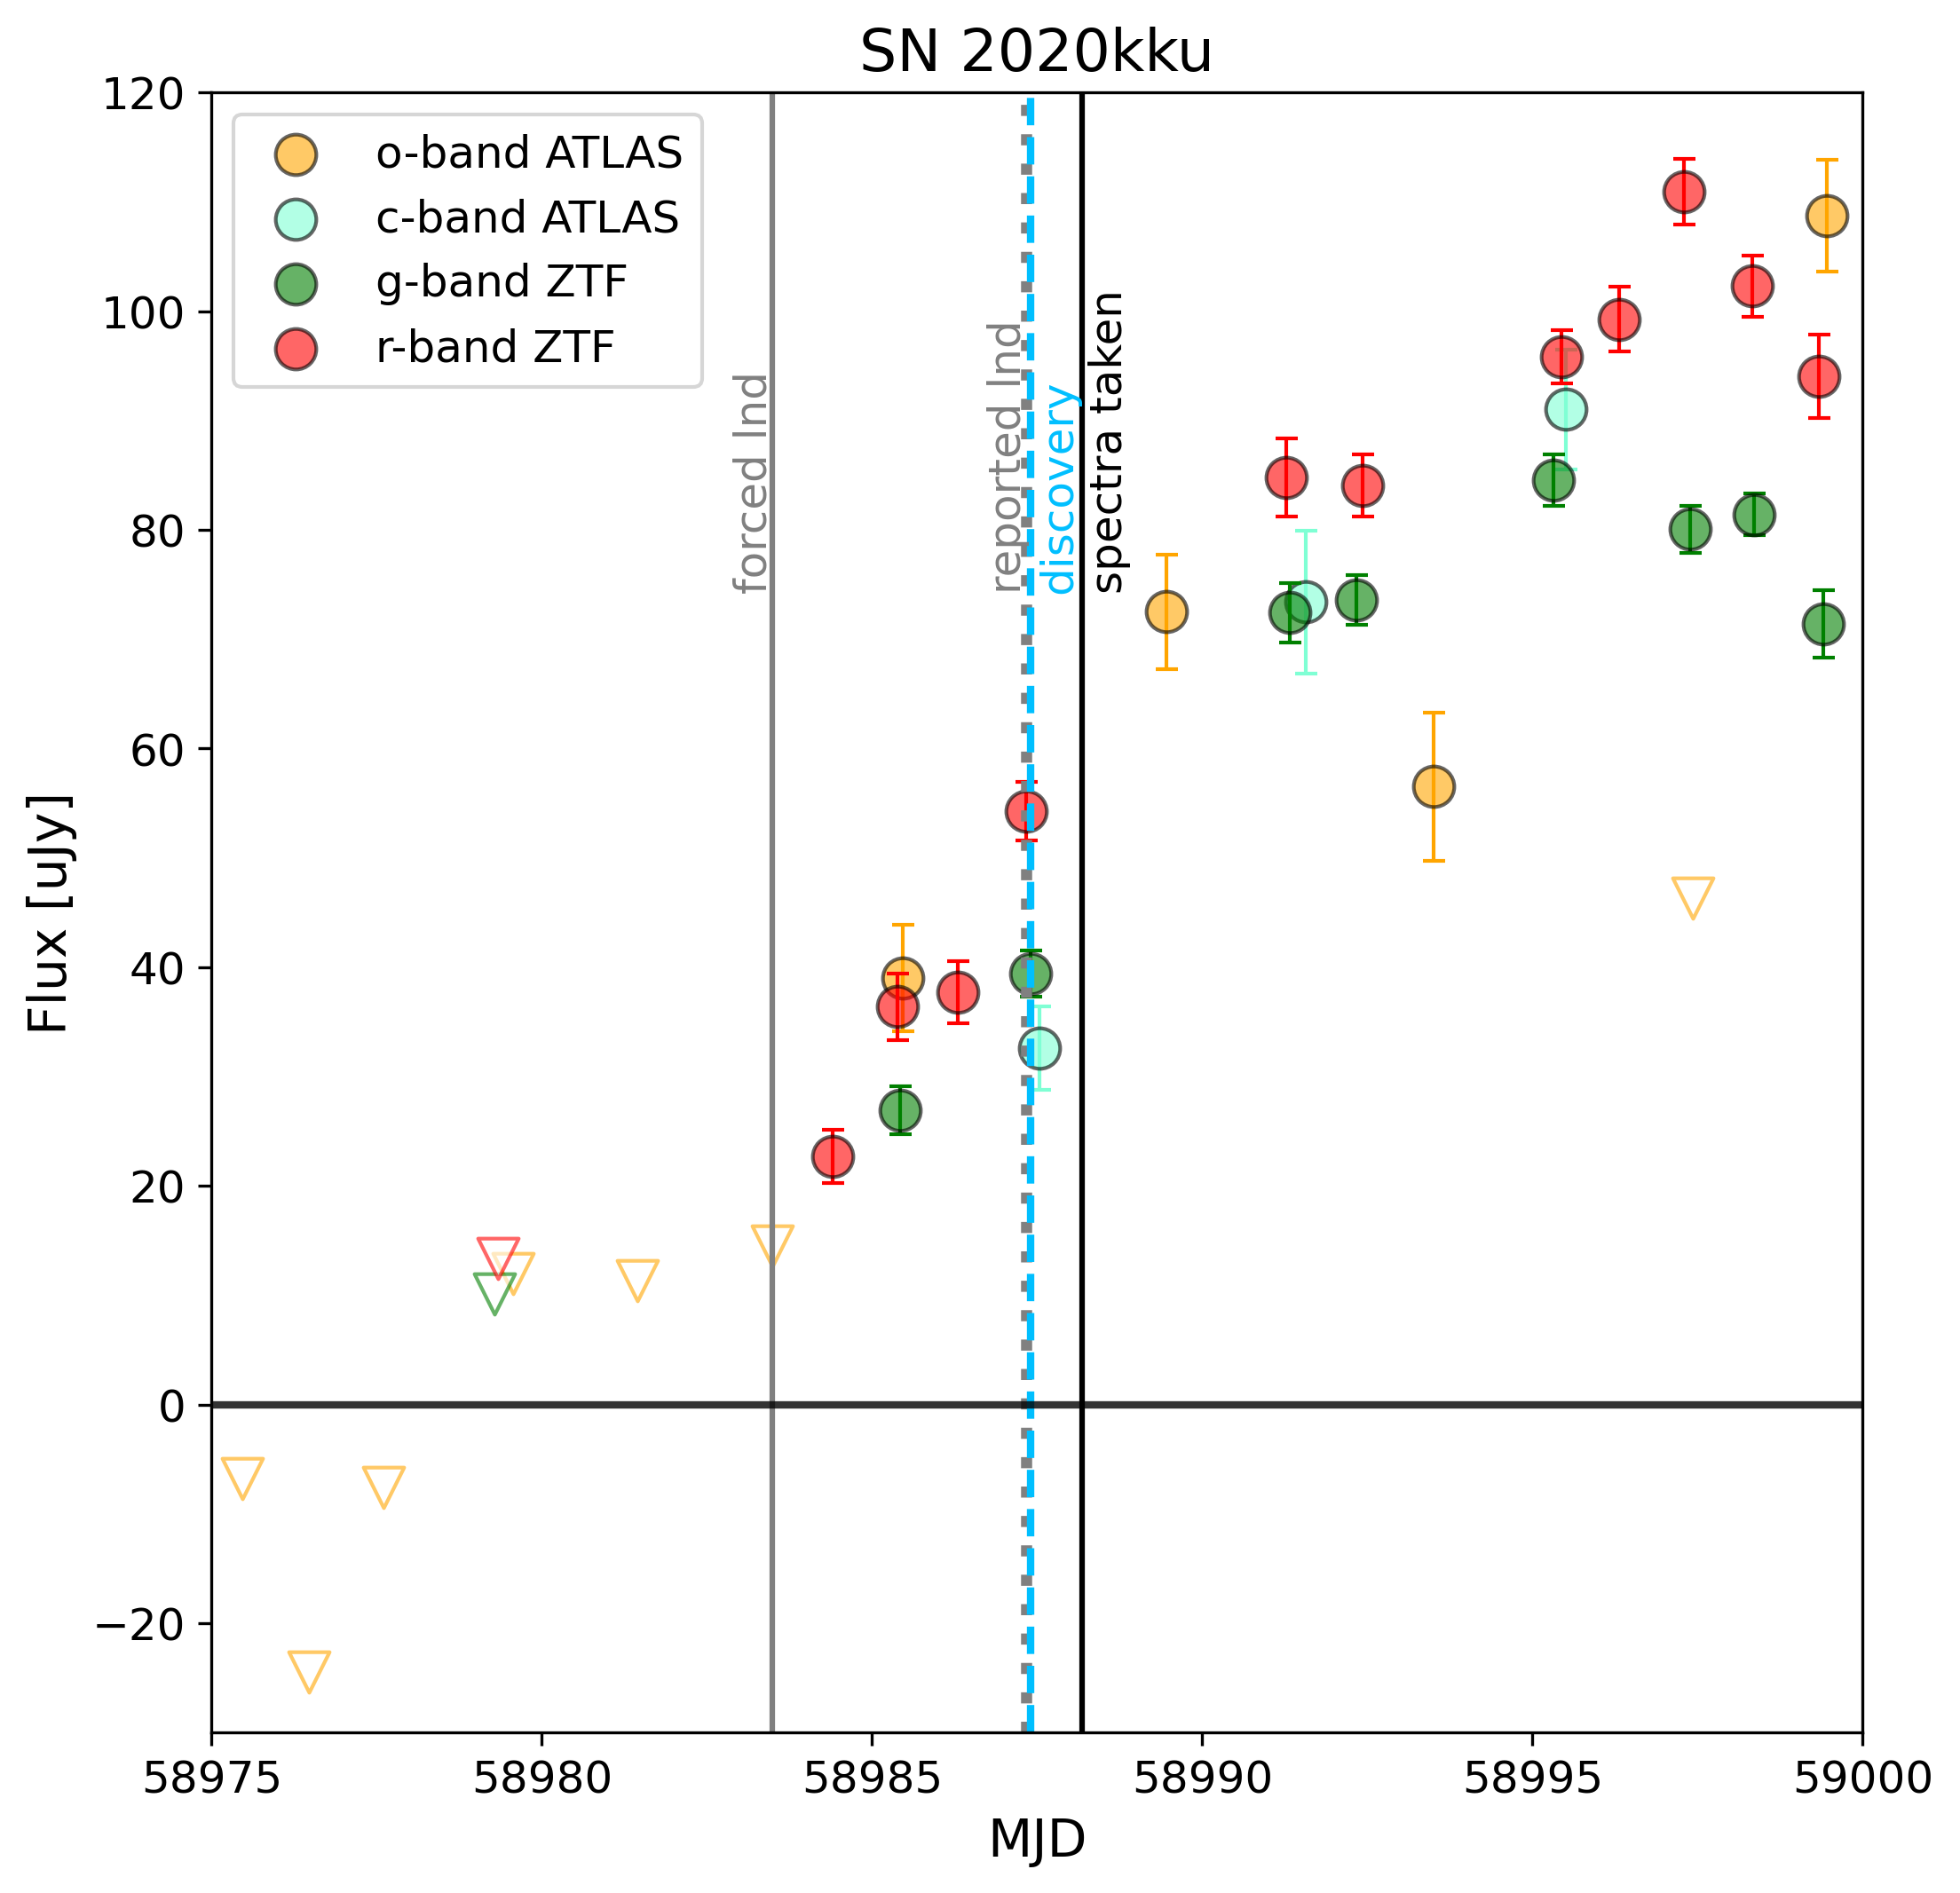 SN 2020kku
120
100
80
60
40
20
0
−20
Flux [uJy]
o-band ATLAS
c-band ATLAS
g-band ZTF
r-band ZTF
forced lnd
reported lnd
discovery
spectra taken
58975
58980
58985
58990
58995
59000
MJD